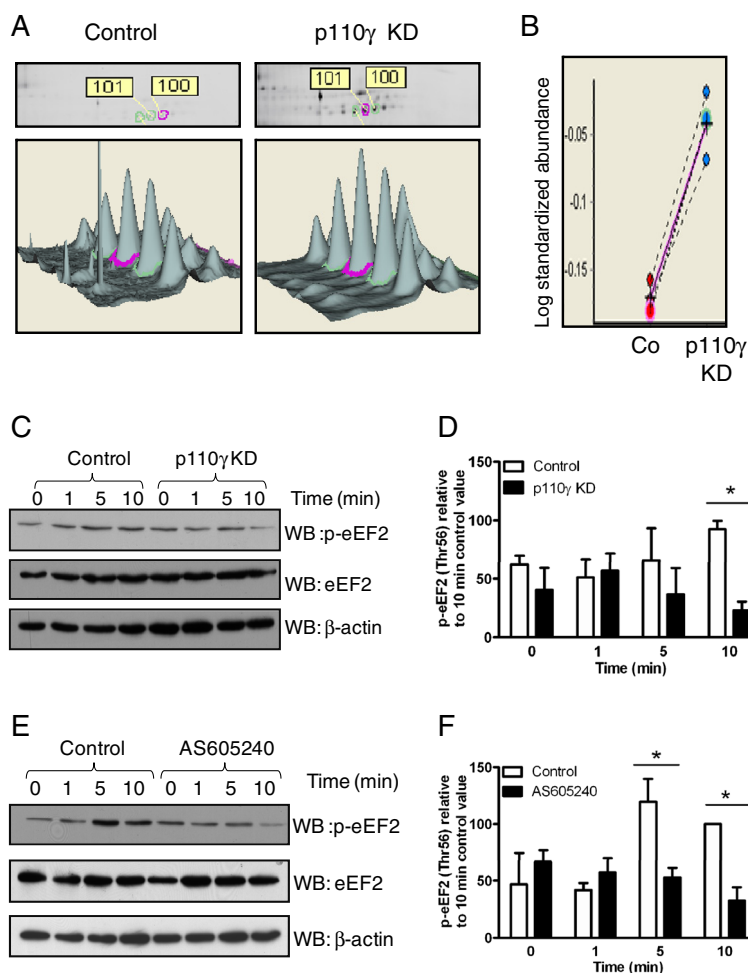 A
Control
p110γ KD
101
100
101
100
B
Log standardized abundance
-0.05
-0.1
-0.15
Co
p110γ
KD
C
Control
p110γKD
0 1 5 10 0 1 5 10 Time (min)
WB:p-eEF2
WB:eEF2
WB:β-actin
D
p-eEF2 (Thr56) relative
to 10 min control value
150
100
50
0
Control
p110γ KD
*
0 1 5 10
Time (min)
E
Control
AS605240
0 1 5 10 0 1 5 10 Time (min)
WB:p-eEF2
WB:eEF2
WB:β-actin
F
p-eEF2 (Thr56) relative
to 10 min control value
150
100
50
0
Control
AS605240
*
*
0 1 5 10
Time (min)